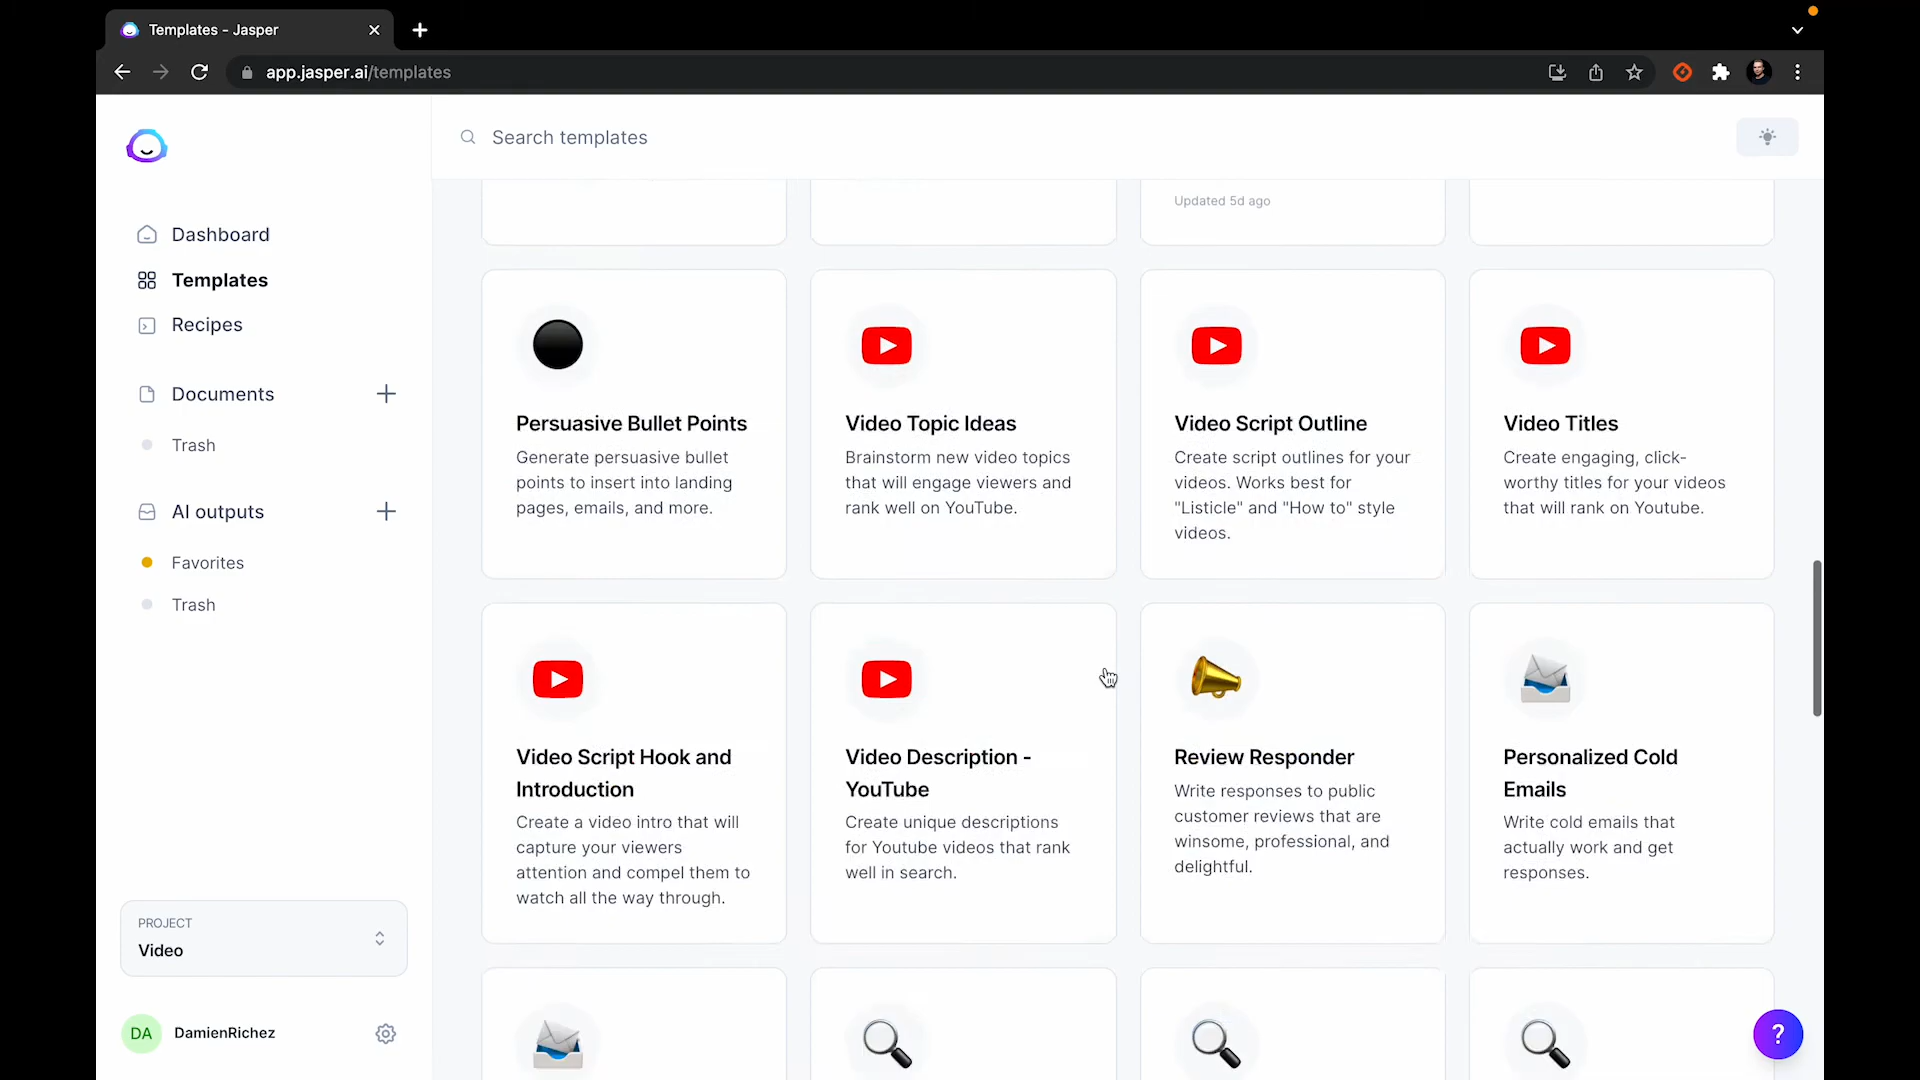 Templates - Jasper
app.jasper.ai/templates
Search templates
Dashboard
Templates
Recipes
Documents
Trash
AI outputs
Favorites
Trash
PROJECT
Video
DA
DamienRichez
Updated 5d ago
Persuasive Bullet Points
Generate persuasive bullet
points to insert into landing
pages, emails, and more.
Video Topic Ideas
Brainstorm new video topics
that will engage viewers and
rank well on YouTube.
Video Script Outline
Create script outlines for your
videos. Works best for
"Listicle" and "How to" style
videos.
Video Titles
Create engaging, click-
worthy titles for your videos
that will rank on Youtube.
Video Script Hook and
Introduction
Create a video intro that will
capture your viewers
attention and compel them to
watch all the way through.
Video Description -
YouTube
Create unique descriptions
for Youtube videos that rank
well in search.
Review Responder
Write responses to public
customer reviews that are
winsome, professional, and
delightful.
Personalized Cold
Emails
Write cold emails that
actually work and get
responses.
?